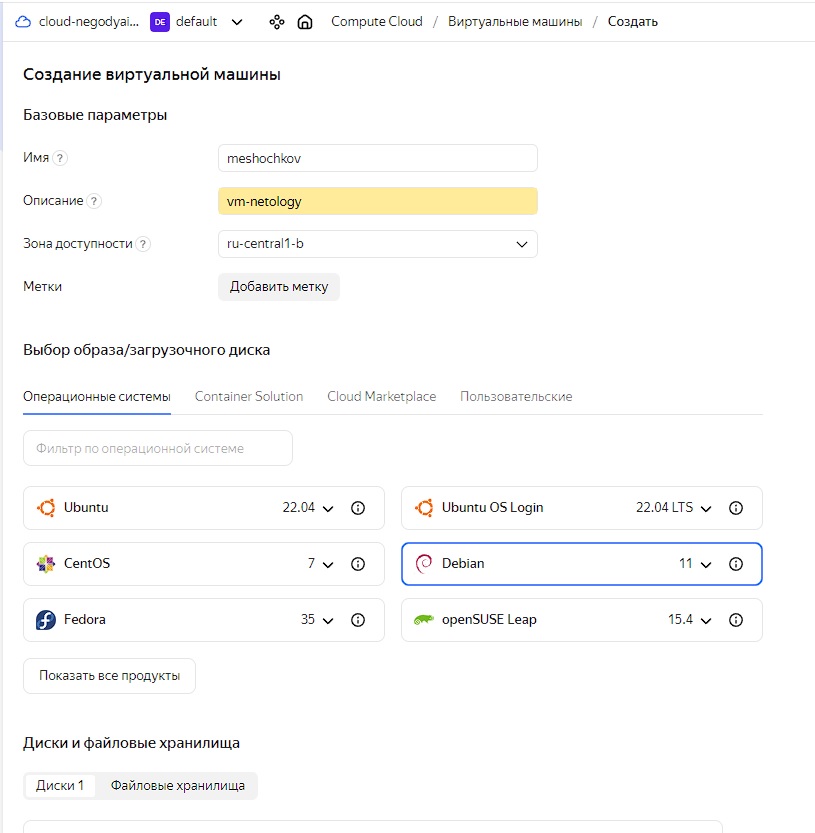 cloud-negodyai... DE default Compute Cloud / Виртуальные машины / Создать
Создание виртуальной машины
Базовые параметры
Имя ? meshochkov
Описание ? vm-netology
Зона доступности ? ru-central1-b
Метки Добавить метку
Выбор образа/загрузочного диска
Операционные системы Container Solution Cloud Marketplace Пользовательские
Фильтр по операционной системе
Ubuntu 22.04 Ubuntu OS Login 22.04 LTS
CentOS 7 Debian 11
Fedora 35 openSUSE Leap 15.4
Показать все продукты
Диски и файловые хранилища
Диски 1 Файловые хранилища